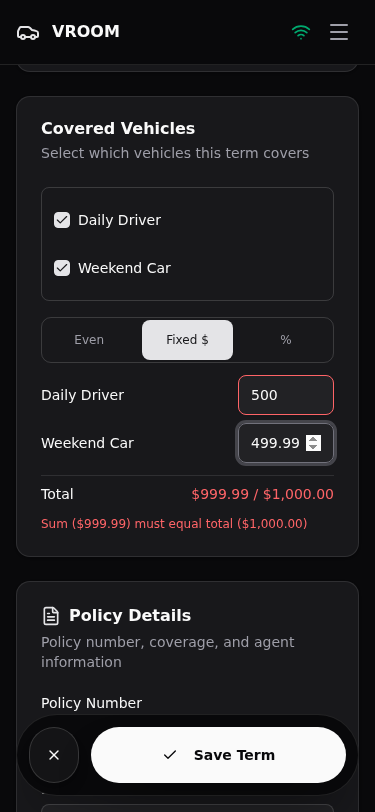 VROOM
Covered Vehicles
Select which vehicles this term covers
Daily Driver
Weekend Car
Even Fixed $ %
Daily Driver 500
Weekend Car 499.99
Total $999.99 / $1,000.00
Sum ($999.99) must equal total ($1,000.00)
Policy Details
Policy number, coverage, and agent
information
Policy Number
Save Term